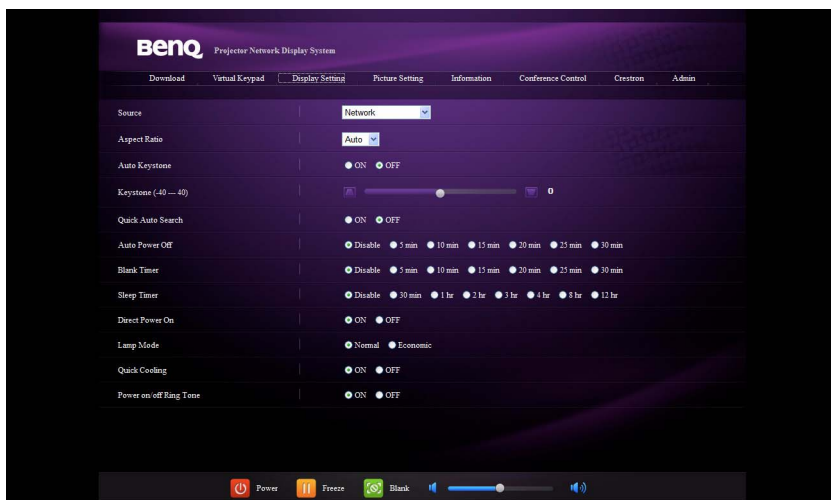 BenQ Projector Network Display System
Download Virtual Keypad Display Setting Picture Setting Information Conference Control Crestron Admin
Source Network
Aspect Ratio Auto
Auto Keystone ON OFF
Keystone (-40 --- 40) 0
Quick Auto Search ON OFF
Auto Power Off Disable 5 min 10 min 15 min 20 min 25 min 30 min
Blank Timer Disable 5 min 10 min 15 min 20 min 25 min 30 min
Sleep Timer Disable 30 min 1 hr 2 hr 3 hr 4 hr 8 hr 12 hr
Direct Power On ON OFF
Lamp Mode Normal Economic
Quick Cooling ON OFF
Power on/off Ring Tone ON OFF
Power Freeze Blank